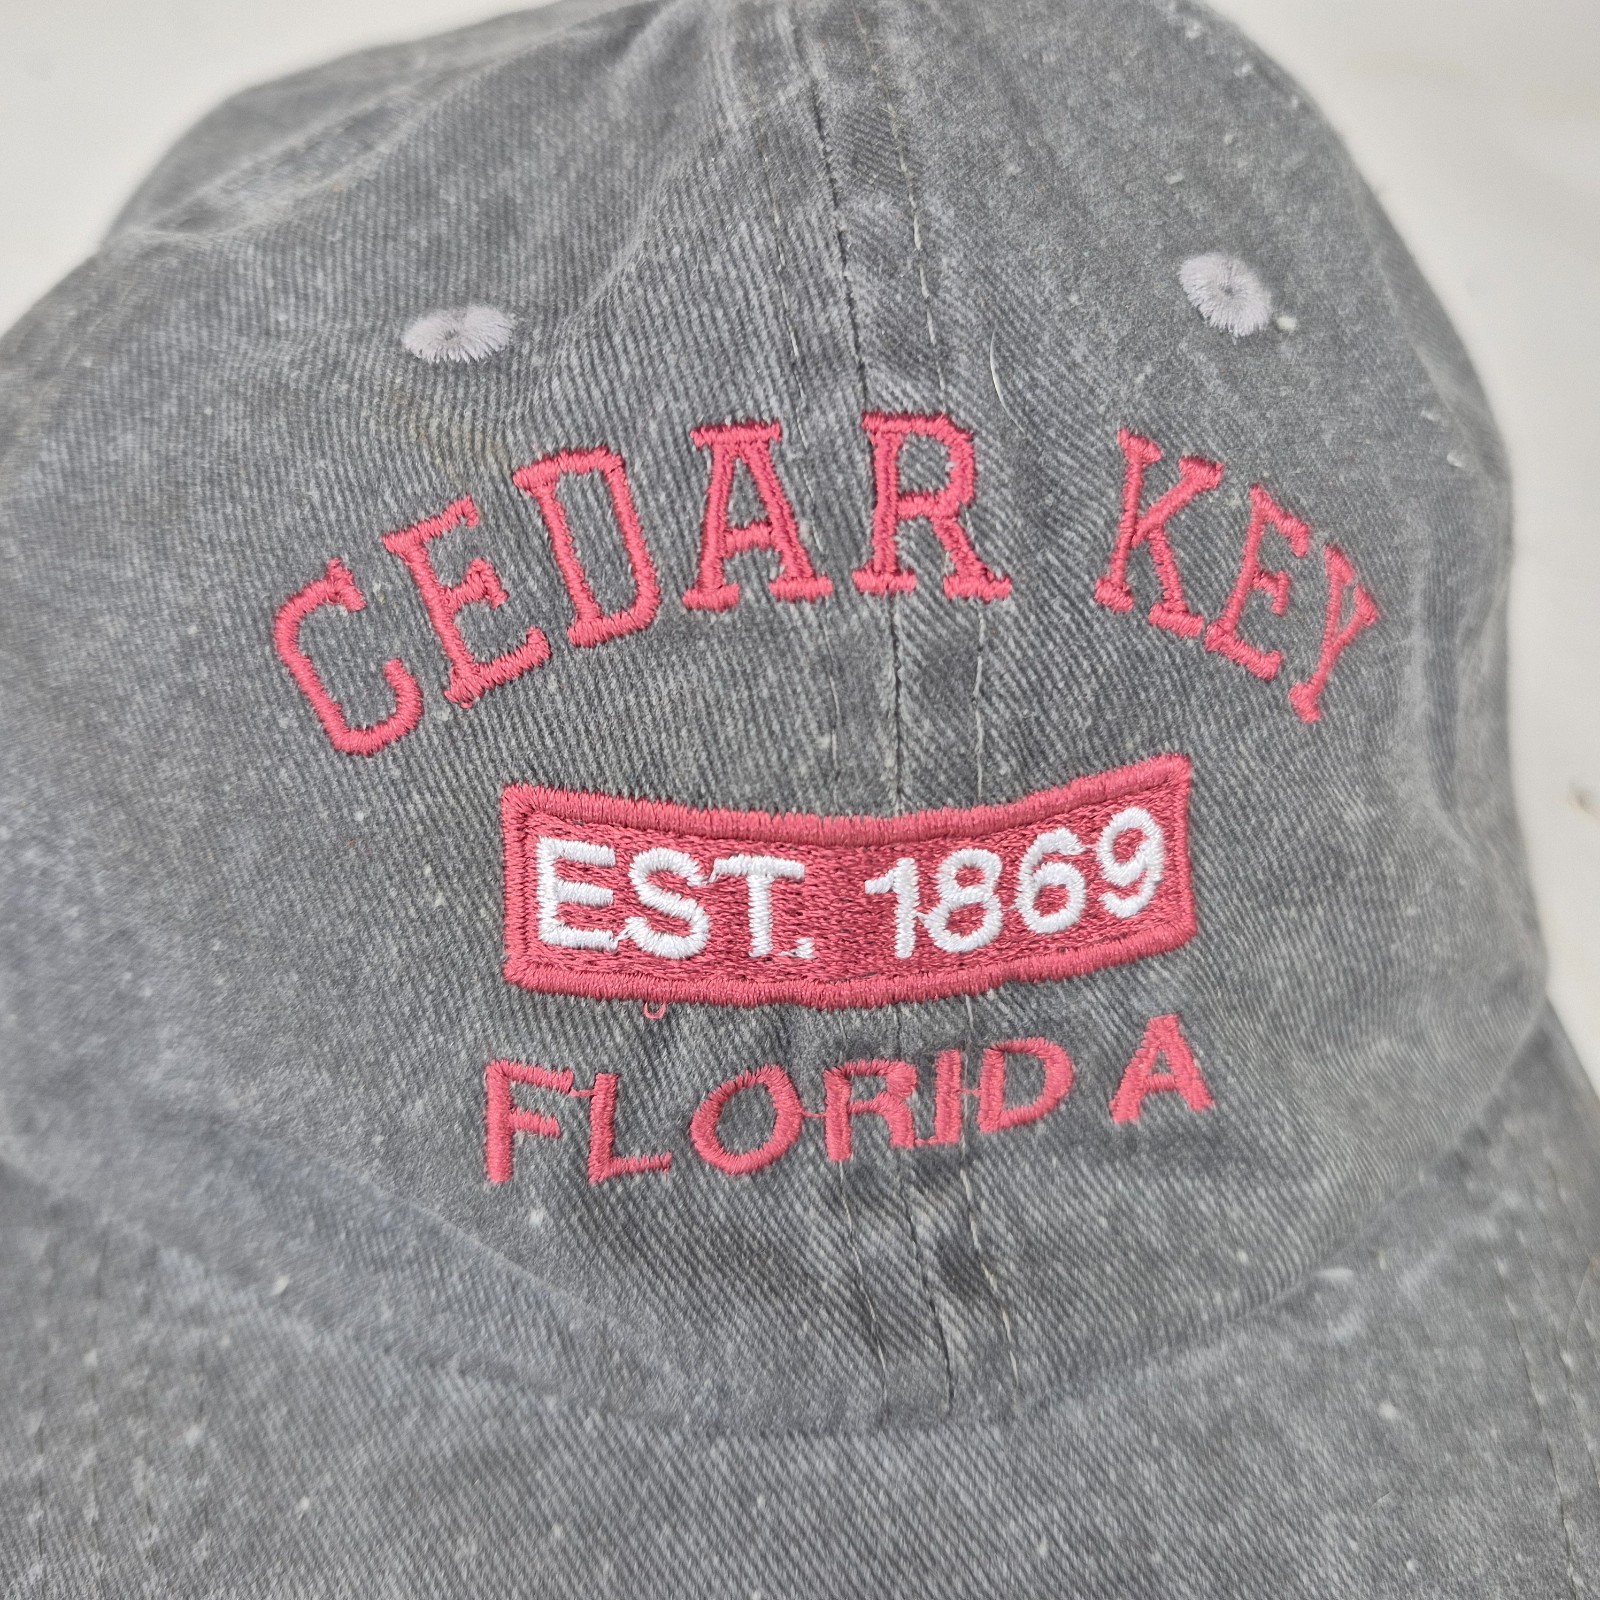 CEDAR KEY
EST. 1869
FLORIDA